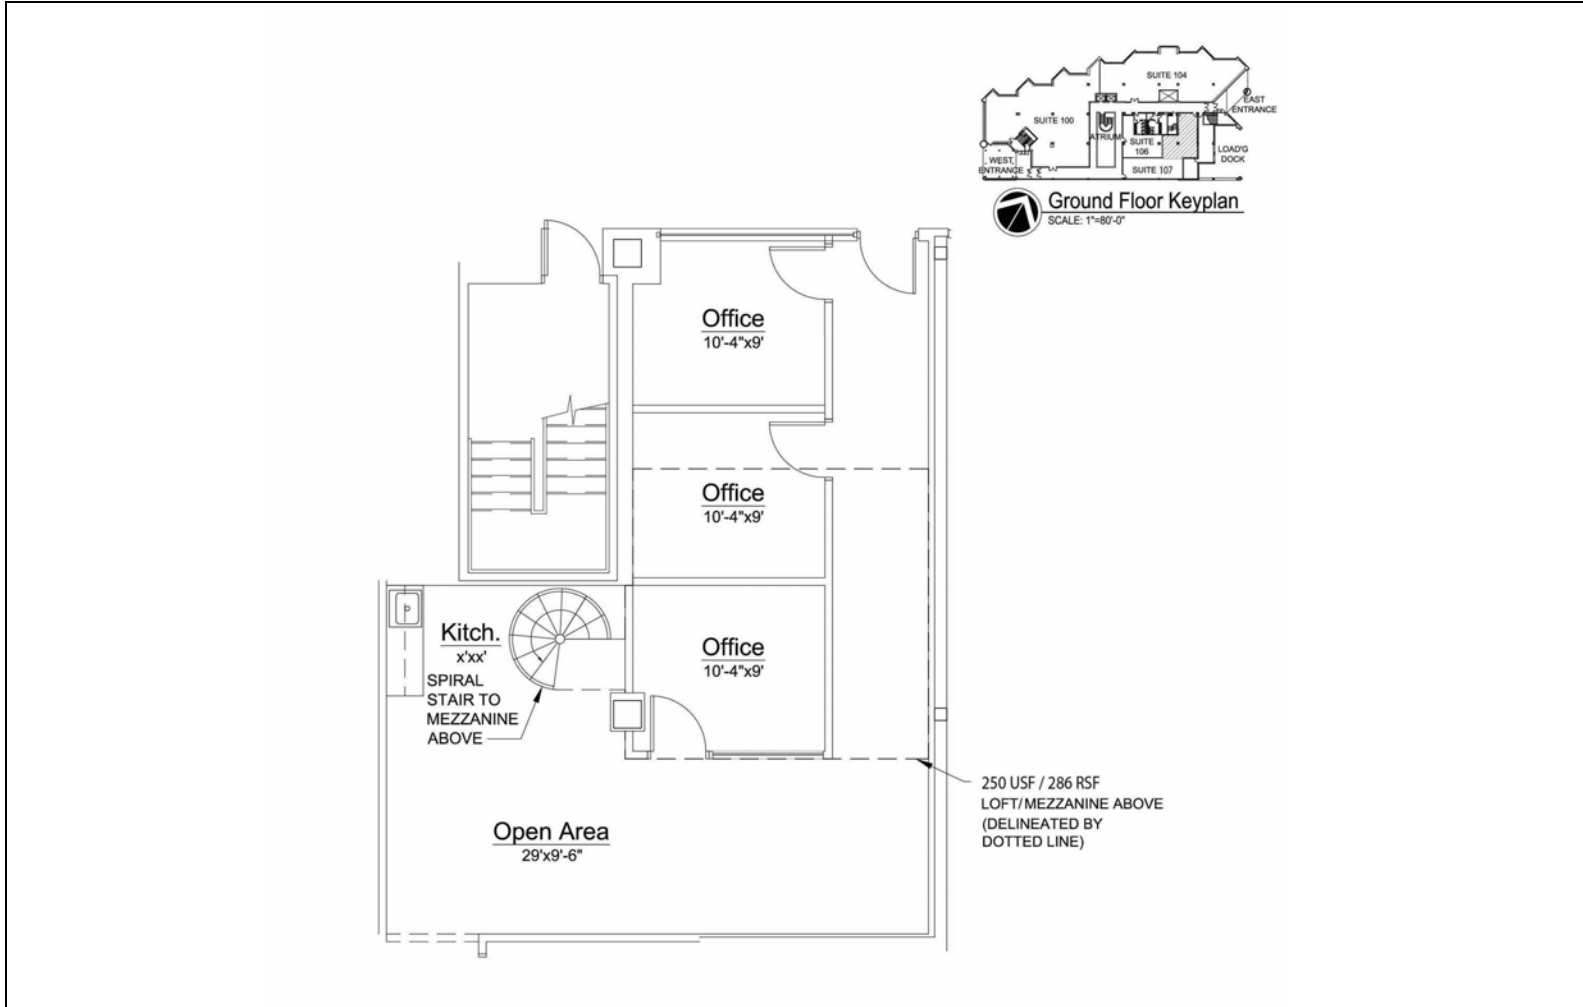 SUITE 104
EAST
ENTRANCE
SUITE 100
ATRIUM
SUITE
106
LOAD'G
DOCK
WEST
ENTRANCE
SUITE 107
Ground Floor Keyplan
SCALE: 1"=80'-0"
Office
10'-4"x9'
Office
10'-4"x9'
Kitch.
x'xx'
SPIRAL
STAIR TO
MEZZANINE
ABOVE
Office
10'-4"x9'
250 USF / 286 RSF
LOFT/MEZZANINE ABOVE
(DELINEATED BY
DOTTED LINE)
Open Area
29'x9'-6"